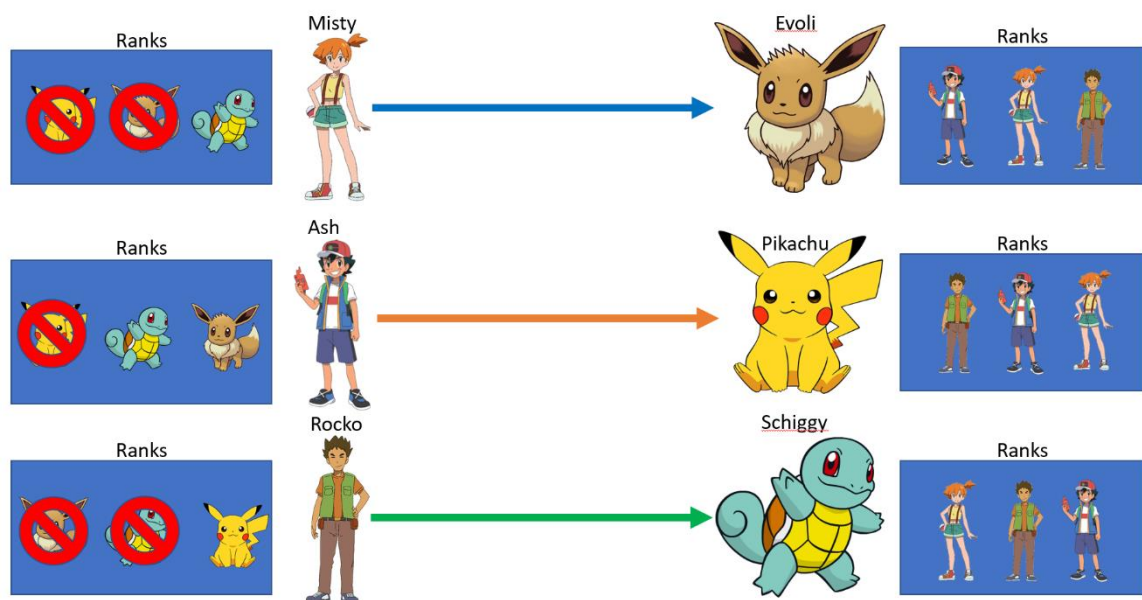 Misty
Evoli
Ranks
Ranks
Ash
Pikachu
Ranks
Ranks
Rocko
Schiggy
Ranks
Ranks